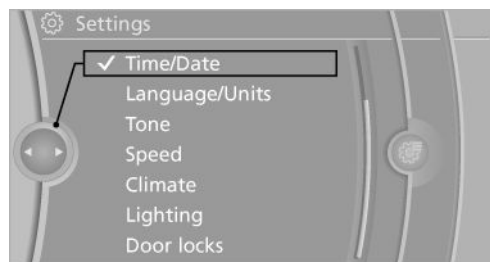 Settings
Time/Date
Language/Units
Tone
Speed
Climate
Lighting
Door locks